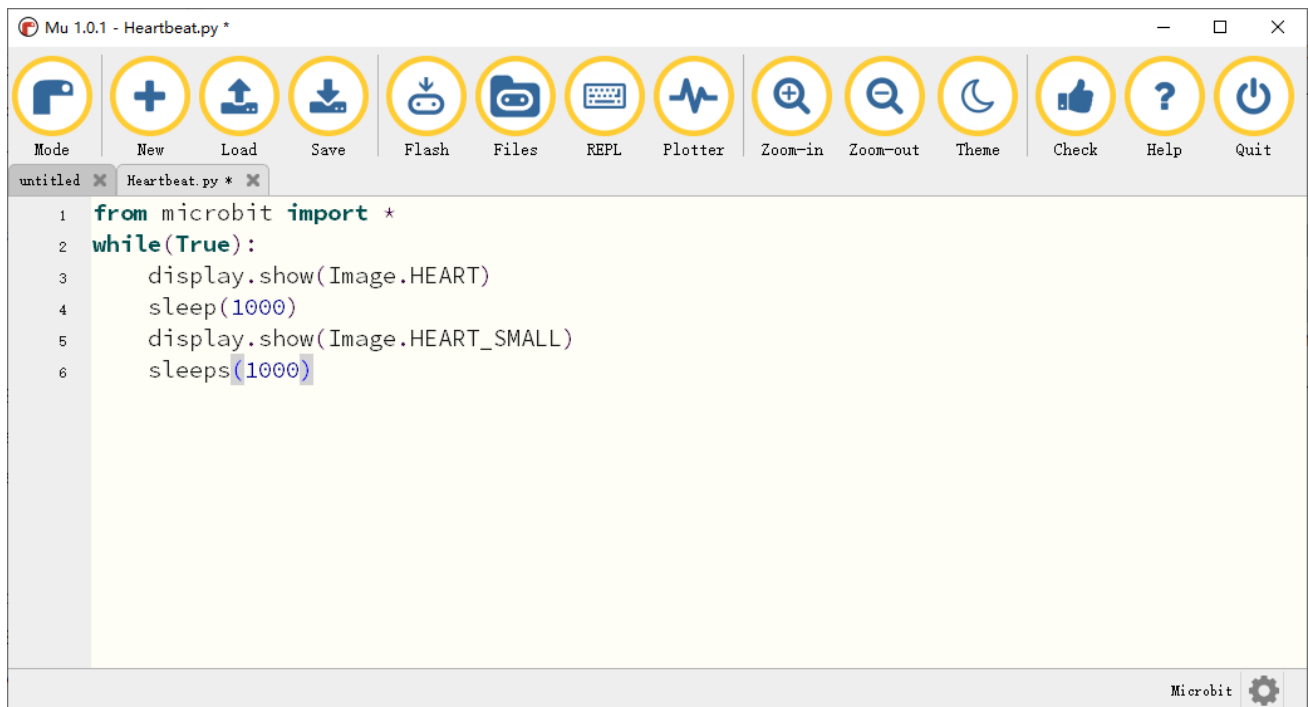 Mu 1.0.1 - Heartbeat.py *
Mode New Load Save Flash Files REPL Plotter Zoom-in Zoom-out Theme Check Help Quit
untitled Heartbeat.py *
1 from microbit import *
2 while(True):
3     display.show(Image.HEART)
4     sleep(1000)
5     display.show(Image.HEART_SMALL)
6     sleeps(1000)
Microbit